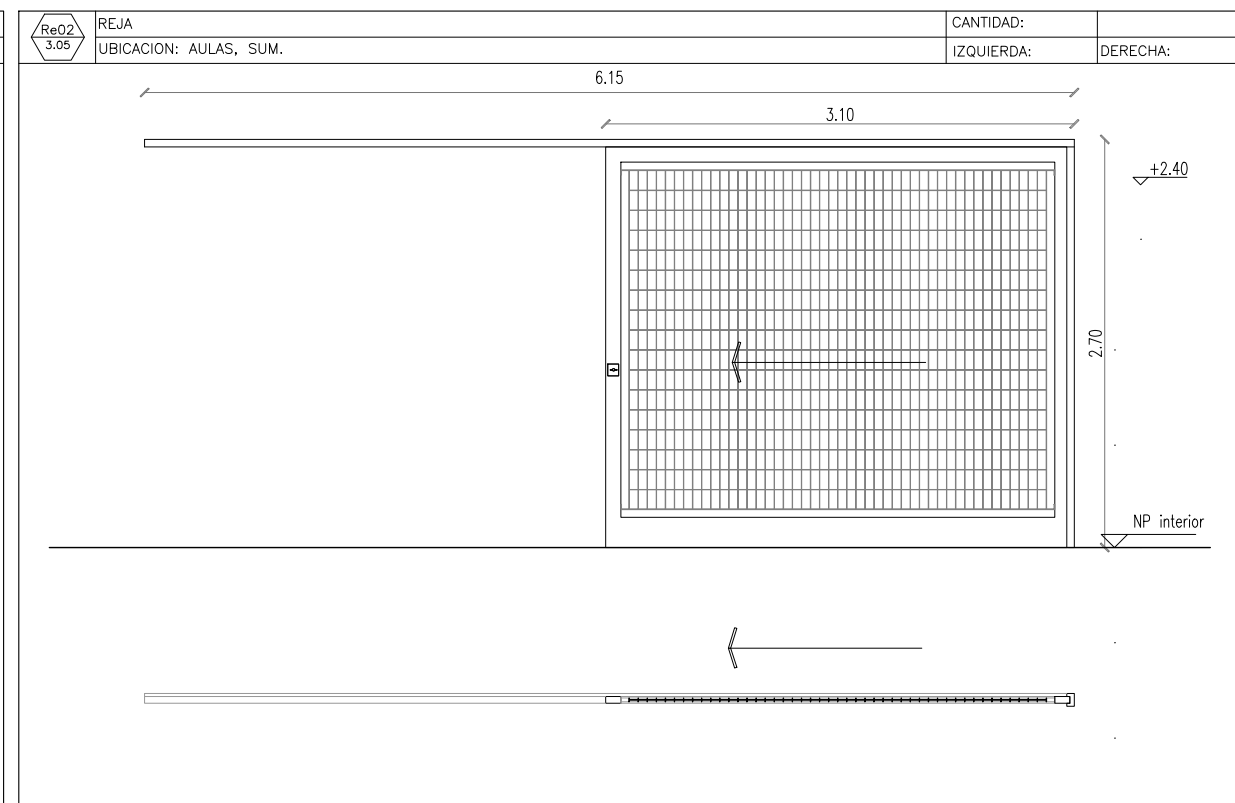 Re02
3.05
REJA
UBICACION: AULAS, SUM.
CANTIDAD:
IZQUIERDA:
DERECHA:
6.15
3.10
+2.40
2.70
NP interior